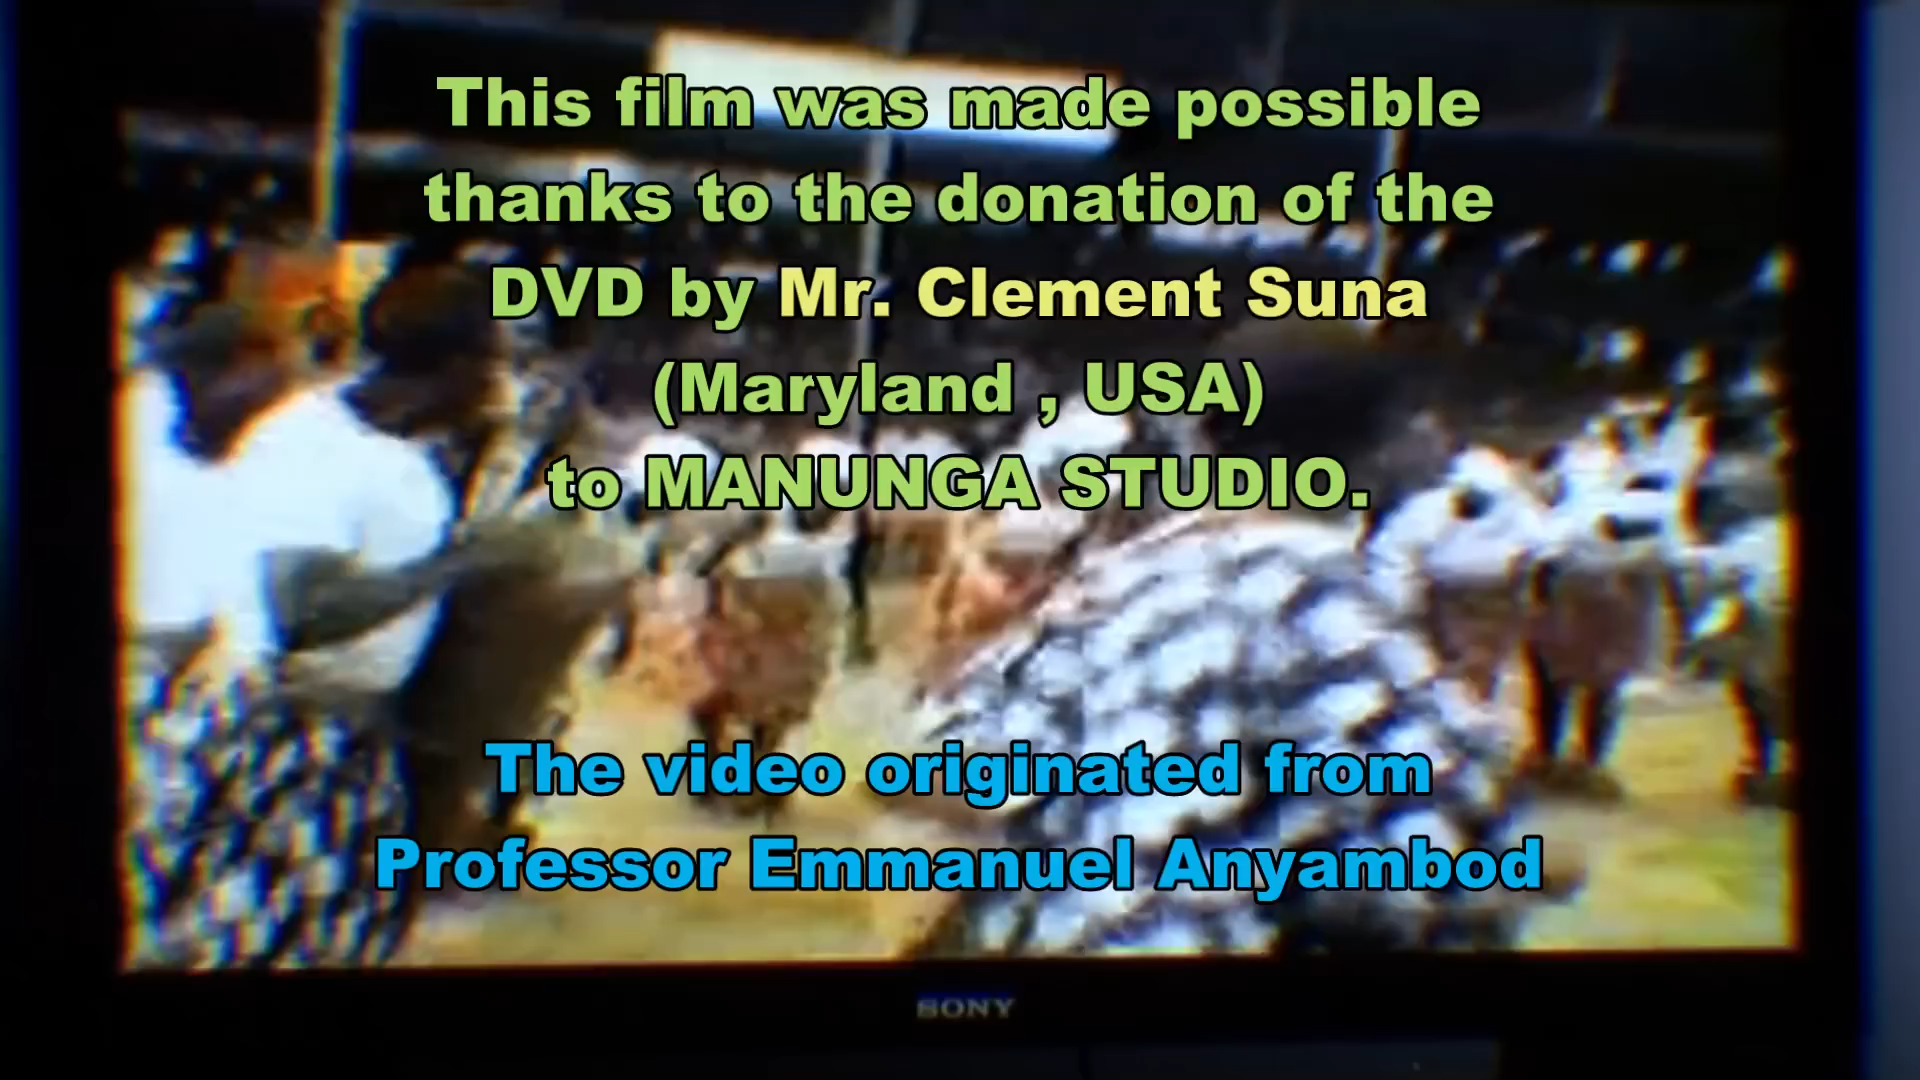 This film was made possible
thanks to the donation of the
DVD by Mr. Clement Suna
(Maryland , USA)
to MANUNGA STUDIO.
The video originated from
Professor Emmanuel Anyambod
SONY